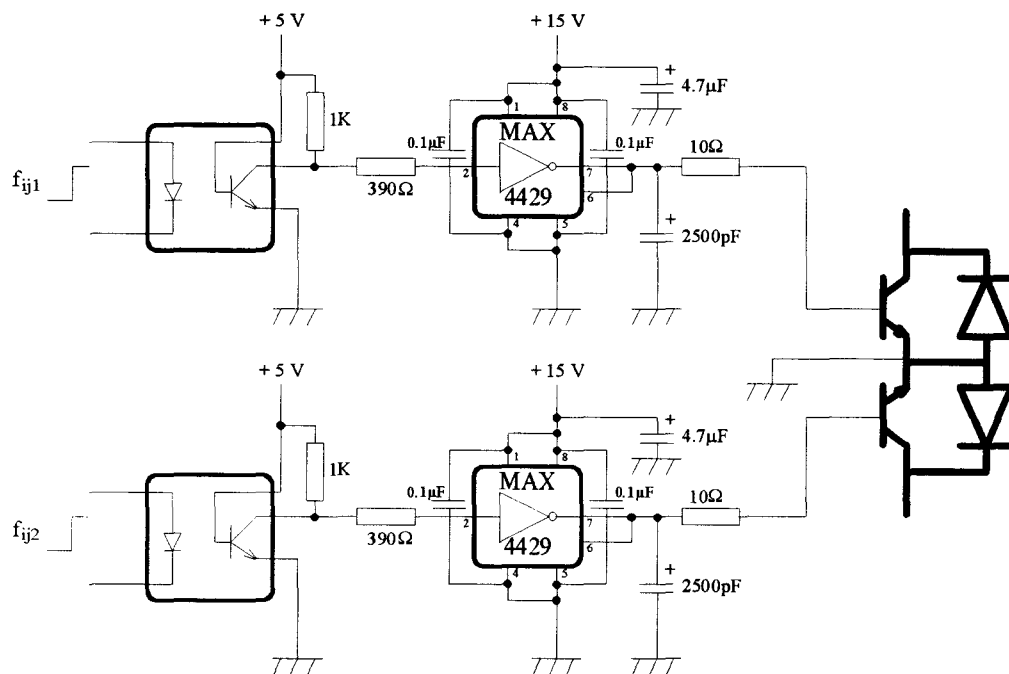 + 5 V
+ 15 V
+
4.7µF
1K
1
8
0.1µF
MAX
0.1µF
10Ω
f ij1
390Ω
2
7
4429
6
4
5
+
2500pF
+ 5 V
+ 15 V
+
4.7µF
1K
1
8
0.1µF
MAX
0.1µF
10Ω
f ij2
390Ω
2
7
4429
6
4
5
+
2500pF